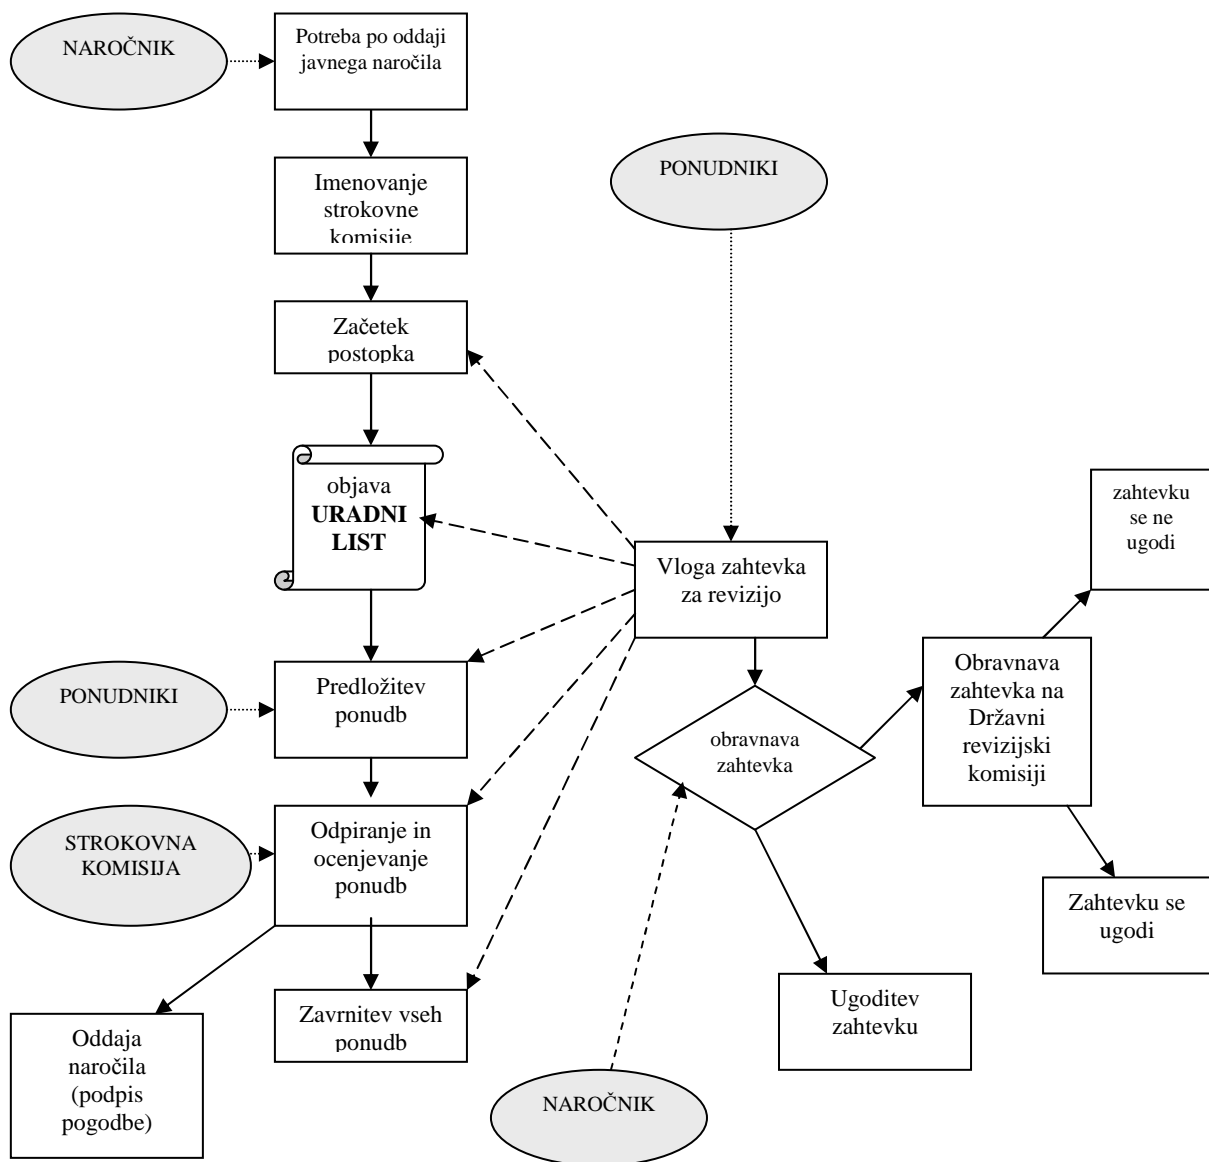 NAROČNIK
Potreba po oddaji
javnega naročila
Imenovanje
strokovne
komisije
PONUDNIKI
Začetek
postopka
objava
URADNI
LIST
zahtevku
se ne
ugodi
Vloga zahtevka
za revizijo
PONUDNIKI
Predložitev
ponudb
obravnava
zahtevka
Obravnava
zahtevka na
Državni
revizijski
komisiji
STROKOVNA
KOMISIJA
Odpiranje in
ocenjevanje
ponudb
Zahtevku se
ugodi
Oddaja
naročila
(podpis
pogodbe)
Zavrnitev vseh
ponudb
Ugoditev
zahtevku
NAROČNIK